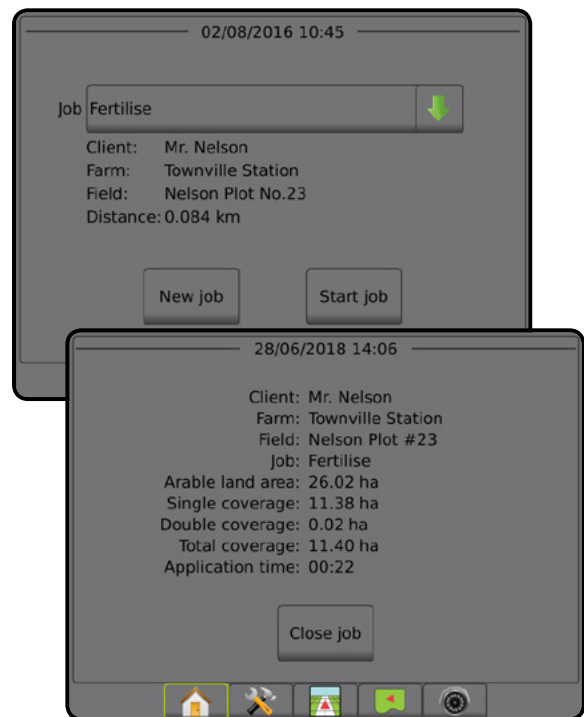 02/08/2016 10:45
Job Fertilise
Client: Mr. Nelson
Farm: Townville Station
Field: Nelson Plot No.23
Distance: 0.084 km
New job Start job
28/06/2018 14:06
Client: Mr. Nelson
Farm: Townville Station
Field: Nelson Plot #23
Job: Fertilise
Arable land area: 26.02 ha
Single coverage: 11.38 ha
Double coverage: 0.02 ha
Total coverage: 11.40 ha
Application time: 00:22
Close job